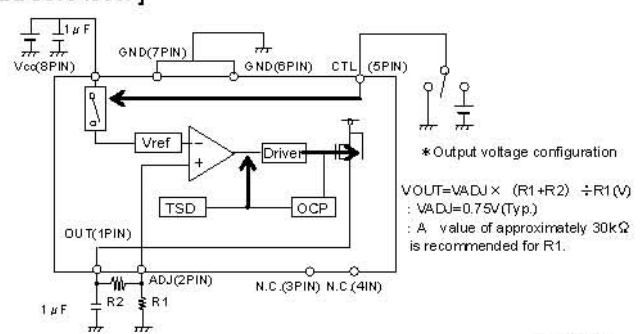 1μF
Vcc(8PIN)
GND(7PIN)
GND(6PIN)
CTL (5PIN)
Vref
Driver
TSD
OCP
OUT(1PIN)
ADJ(2PIN)
N.C.(3PIN) N.C.(4IN)
1μF
R2
R1
*Output voltage configuration
VOUT=VADJ× (R1+R2) ÷R1(V)
: VADJ=0.75V(Typ.)
: A value of approximately 30kΩ
is recommended for R1.